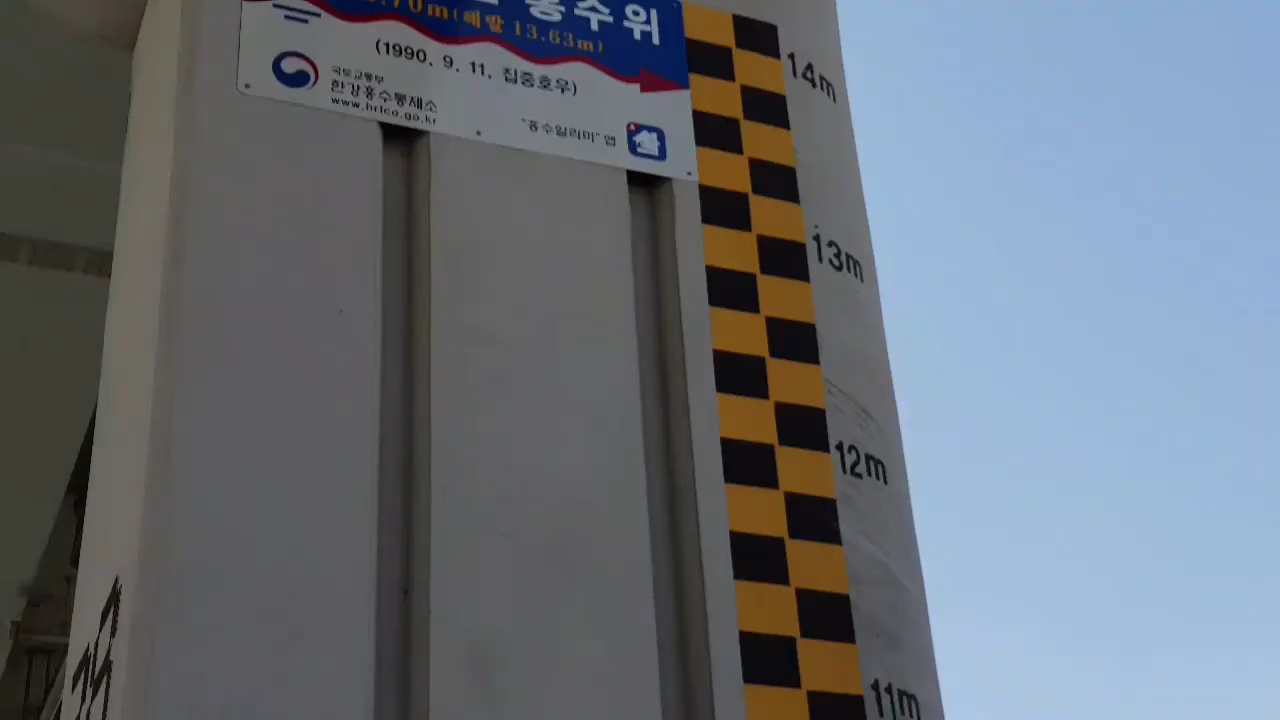 홍수위
.70m(해발 13.63m)
(1990. 9. 11, 집중호우)
국토교통부
한강홍수통제소
www.hrfco.go.kr
"홍수알리미" 앱
14m
13m
12m
11m